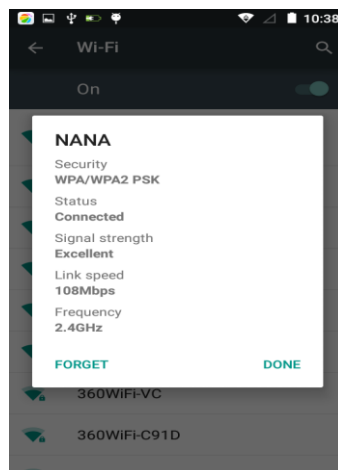 10:38
Wi-Fi
On
NANA
Security
WPA/WPA2 PSK
Status
Connected
Signal strength
Excellent
Link speed
108Mbps
Frequency
2.4GHz
FORGET DONE
360WiFi-VC
360WiFi-C91D